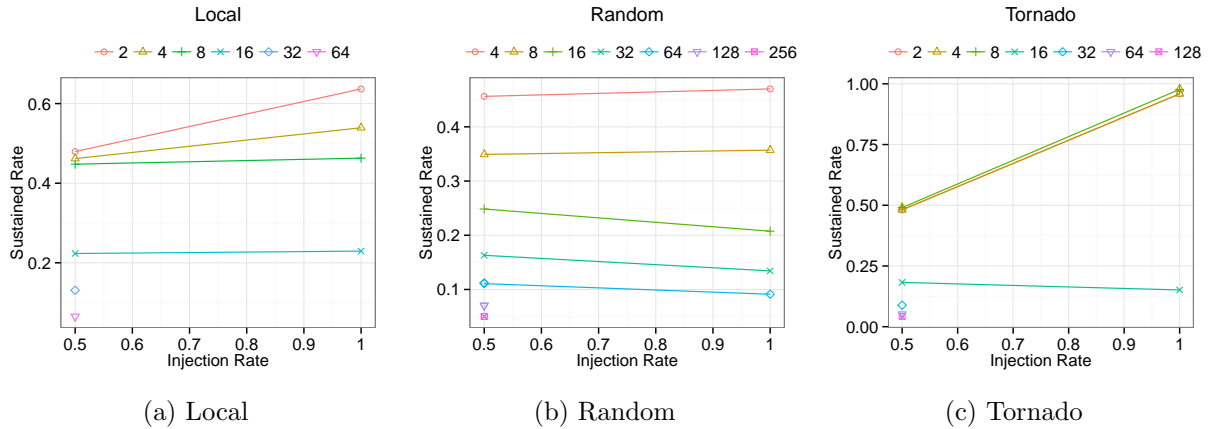 Local
2 4 8 16 32 64
Sustained Rate
0.6
0.4
0.2
0.5 0.6 0.7 0.8 0.9 1
Injection Rate
(a) Local
Random
4 8 16 32 64 128 256
Sustained Rate
0.4
0.3
0.2
0.1
0.5 0.6 0.7 0.8 0.9 1
Injection Rate
(b) Random
Tornado
4 8 16 32 64 128
Sustained Rate
1.00
0.75
0.50
0.25
0.00
0.5 0.6 0.7 0.8 0.9 1
Injection Rate
(c) Tornado